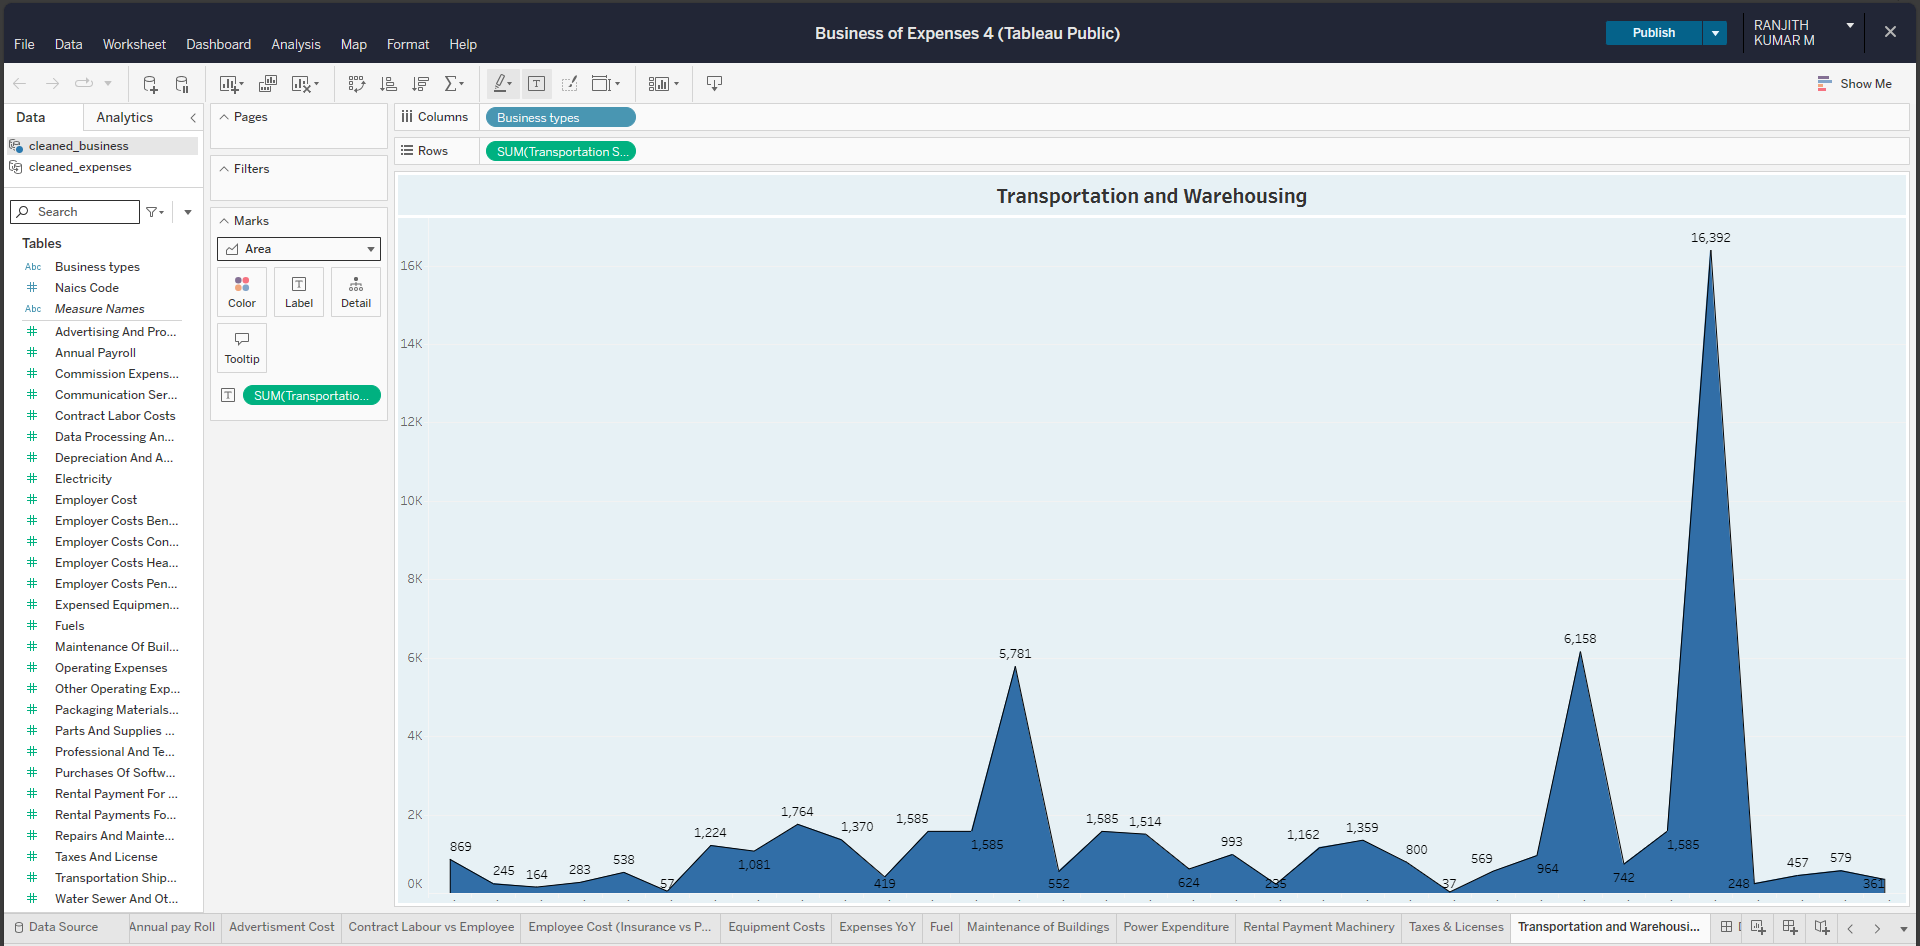 Business of Expenses 4 (Tableau Public)
File Data Worksheet Dashboard Analysis Map Format Help
Publish
RANJITH
KUMAR M
Show Me
Data Analytics
cleaned_business
cleaned_expenses
Search
Tables
Abc Business types
Naics Code
Abc Measure Names
Advertising And Pro...
Annual Payroll
Commission Expens...
Communication Ser...
Contract Labor Costs
Data Processing An...
Depreciation And A...
Electricity
Employer Cost
Employer Costs Ben...
Employer Costs Con...
Employer Costs Hea...
Employer Costs Pen...
Expensed Equipmen...
Fuels
Maintenance Of Buil...
Operating Expenses
Other Operating Exp...
Packaging Materials...
Parts And Supplies ...
Professional And Te...
Purchases Of Softw...
Rental Payment For ...
Rental Payments Fo...
Repairs And Mainte...
Taxes And License
Transportation Ship...
Water Sewer And Ot...
Pages
Filters
Marks
Area
Color Label Detail
Tooltip
SUM(Transportatio...
Columns Business types
Rows SUM(Transportation S...
Transportation and Warehousing
16K
14K
12K
10K
8K
6K
4K
2K
0K
869
245
164
283
538
57
1,224
1,081
1,764
1,370
419
1,585
1,585
5,781
552
1,585
1,514
624
993
235
1,162
1,359
800
37
569
964
6,158
742
1,585
16,392
248
457
579
361
Data Source Annual pay Roll Advertisment Cost Contract Labour vs Employee Employee Cost (Insurance vs P... Equipment Costs Expenses YoY Fuel Maintenance of Buildings Power Expenditure Rental Payment Machinery Taxes & Licenses Transportation and Warehousi...